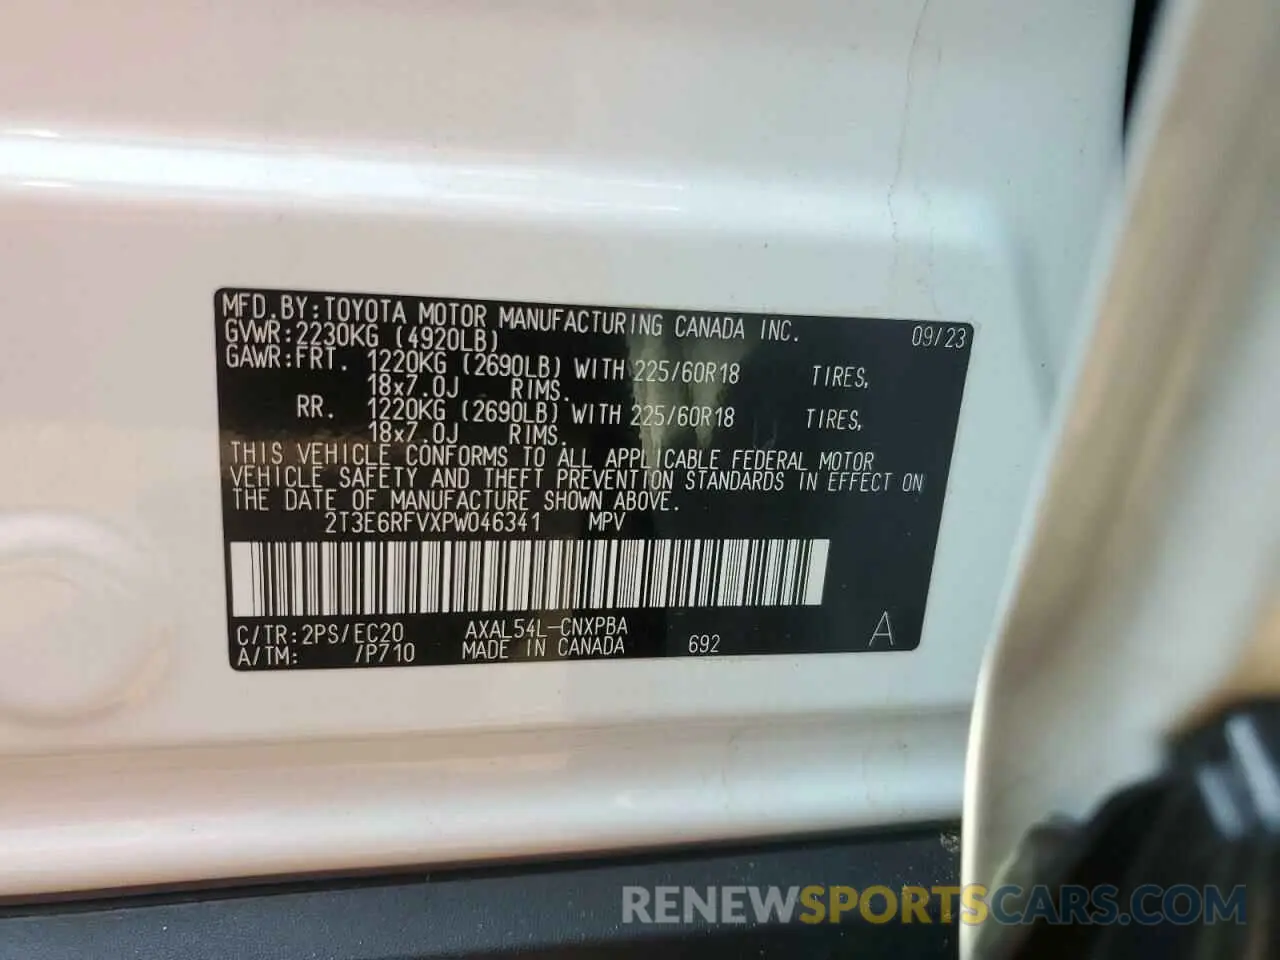 MFD.BY:TOYOTA MOTOR MANUFACTURING CANADA INC. 09/23
GVWR:2230KG (4920LB)
GAWR:FRT. 1220KG (2690LB) WITH 225/60R18 TIRES,
18x7.0J RIMS.
RR. 1220KG (2690LB) WITH 225/60R18 TIRES,
18x7.0J RIMS.
THIS VEHICLE CONFORMS TO ALL APPLICABLE FEDERAL MOTOR
VEHICLE SAFETY AND THEFT PREVENTION STANDARDS IN EFFECT ON
THE DATE OF MANUFACTURE SHOWN ABOVE.
2T3E6RFVXPW046341 MPV
C/TR:2PS/EC20 AXAL54L-CNXPBA
A/TM: /P710 MADE IN CANADA 692 A
RENEWSPORTSCARS.COM